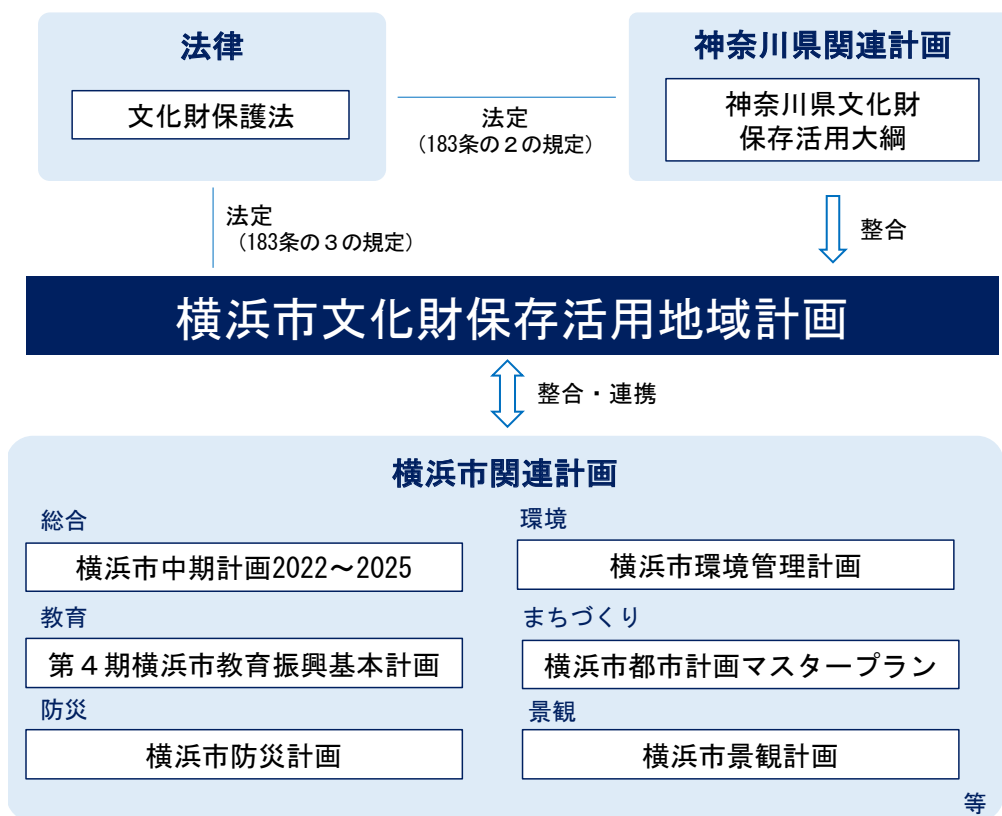 法律
文化財保護法
神奈川県関連計画
神奈川県文化財
保存活用大綱
法定
(183条の２の規定)
法定
(183条の３の規定)
整合
横浜市文化財保存活用地域計画
整合・連携
横浜市関連計画
総合
横浜市中期計画2022～2025
環境
横浜市環境管理計画
教育
第４期横浜市教育振興基本計画
まちづくり
横浜市都市計画マスタープラン
防災
横浜市防災計画
景観
横浜市景観計画
等